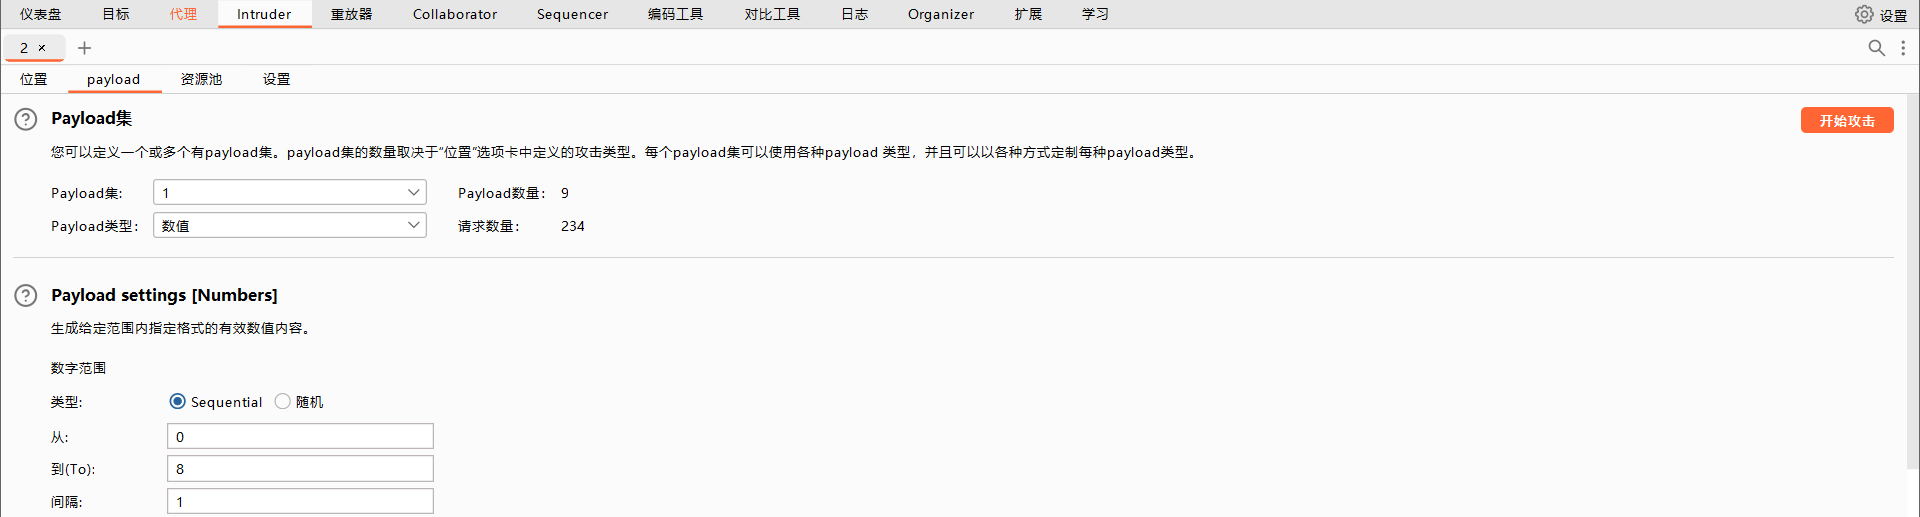 仪表盘 目标 代理 Intruder 重放器 Collaborator Sequencer 编码工具 对比工具 日志 Organizer 扩展 学习 设置
2 × +
位置 payload 资源池 设置
Payload集 开始攻击
您可以定义一个或多个有payload集。payload集的数量取决于“位置”选项卡中定义的攻击类型。每个payload集可以使用各种payload 类型，并且可以以各种方式定制每种payload类型。
Payload集: 1 Payload数量： 9
Payload类型： 数值 请求数量： 234
Payload settings [Numbers]
生成给定范围内指定格式的有效数值内容。
数字范围
类型: Sequential 随机
从: 0
到(To): 8
间隔: 1